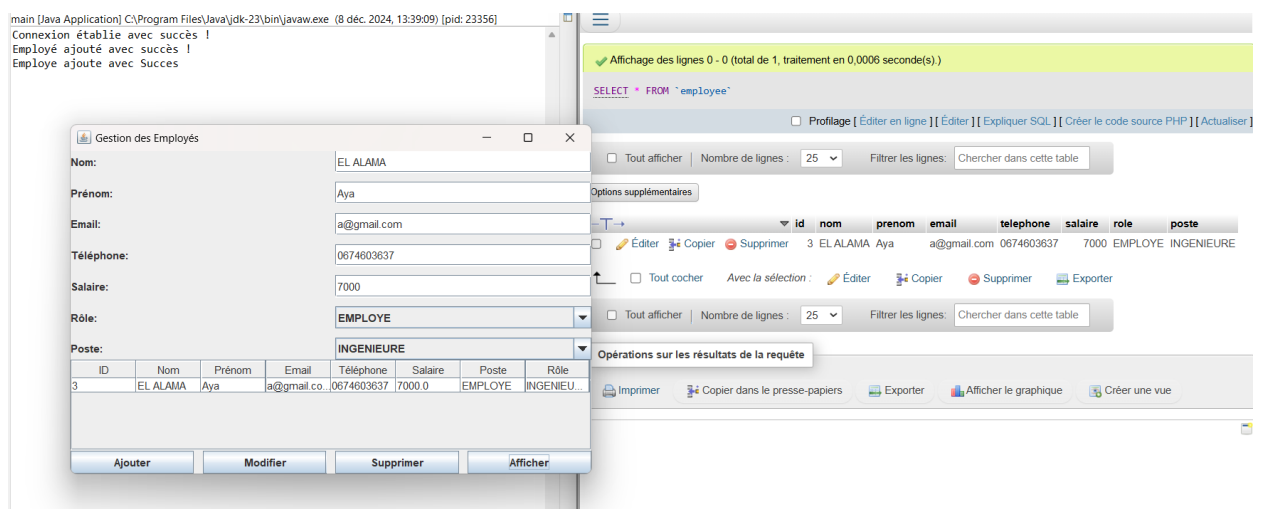 main [Java Application] C:\Program Files\Java\jdk-23\bin\javaw.exe (8 déc. 2024, 13:39:09) [pid: 23356]
Connexion établie avec succès !
Employé ajouté avec succès !
Employe ajoute avec Succes
Gestion des Employés
Nom: EL ALAMA
Prénom: Aya
Email: a@gmail.com
Téléphone: 0674603637
Salaire: 7000
Rôle: EMPLOYE
Poste: INGENIEURE
ID Nom Prénom Email Téléphone Salaire Poste Rôle
3 EL ALAMA Aya a@gmail.co... 0674603637 7000.0 EMPLOYE INGENIEU...
Ajouter Modifier Supprimer Afficher
Affichage des lignes 0 - 0 (total de 1, traitement en 0,0006 seconde(s).)
SELECT * FROM `employee`
Profilage [ Éditer en ligne ] [ Éditer ] [ Expliquer SQL ] [ Créer le code source PHP ] [ Actualiser ]
Tout afficher | Nombre de lignes : 25 Filtrer les lignes: Chercher dans cette table
Options supplémentaires
←T→ id nom prenom email telephone salaire role poste
Éditer Copier Supprimer 3 EL ALAMA Aya a@gmail.com 0674603637 7000 EMPLOYE INGENIEURE
Tout cocher Avec la sélection : Éditer Copier Supprimer Exporter
Tout afficher | Nombre de lignes : 25 Filtrer les lignes: Chercher dans cette table
Opérations sur les résultats de la requête
Imprimer Copier dans le presse-papiers Exporter Afficher le graphique Créer une vue